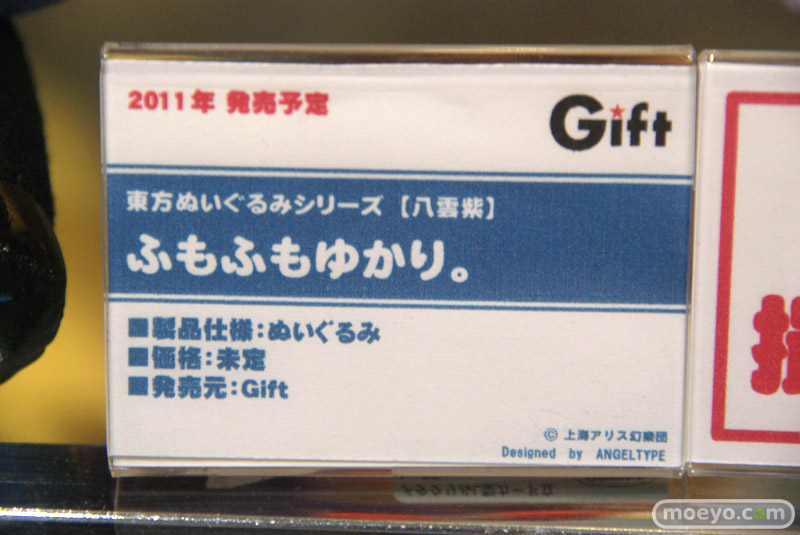 2011年 発売予定
Gift
東方ぬいぐるみシリーズ【八雲紫】
ふもふもゆかり。
■製品仕様：ぬいぐるみ
■価格：未定
■発売元：Gift
© 上海アリス幻樂団
Designed by ANGELTYPE
moeyo.com